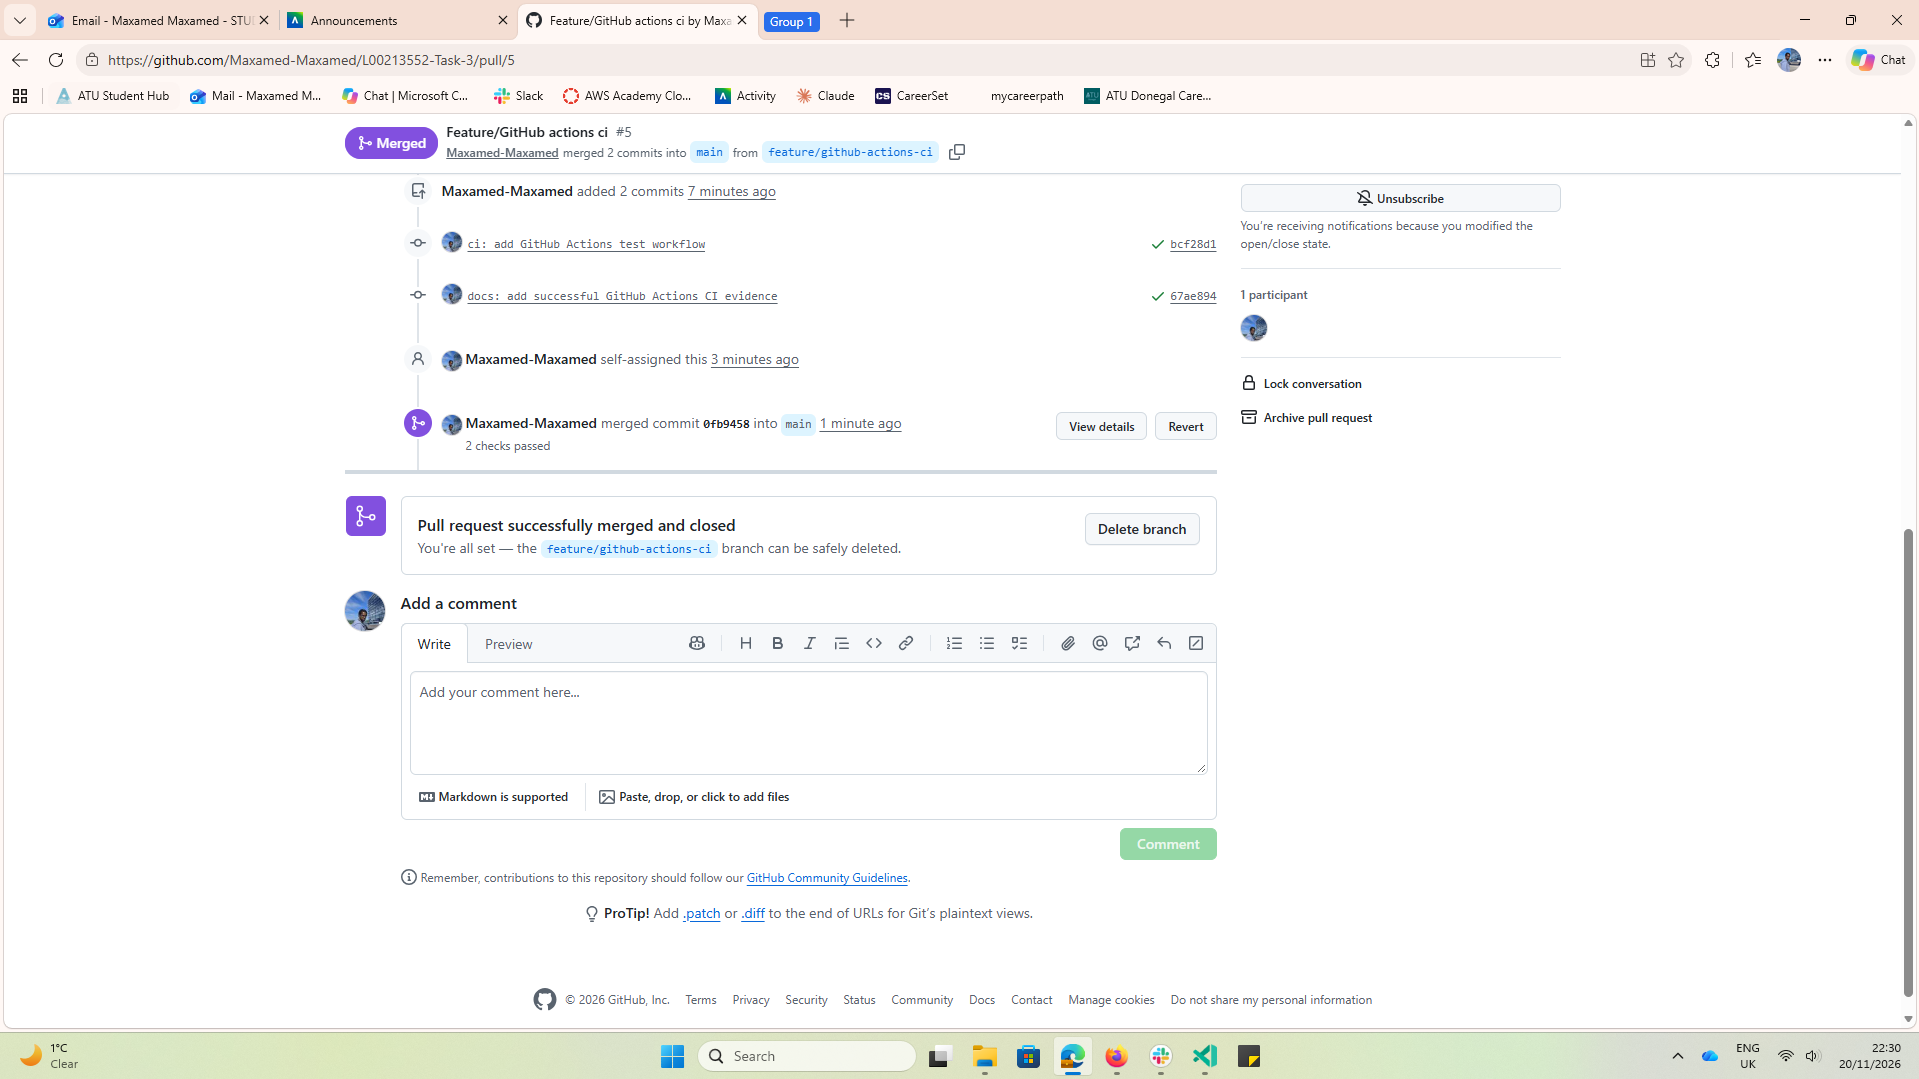 Email - Maxamed Maxamed - STU
Announcements
Feature/GitHub actions ci by Maxa
Group 1
https://github.com/Maxamed-Maxamed/L00213552-Task-3/pull/5
Chat
ATU Student Hub
Mail - Maxamed M...
Chat | Microsoft C...
Slack
AWS Academy Clo...
Activity
Claude
CS CareerSet
mycareerpath
ATU Donegal Care...
Merged
Feature/GitHub actions ci #5
Maxamed-Maxamed merged 2 commits into main from feature/github-actions-ci
Maxamed-Maxamed added 2 commits 7 minutes ago
ci: add GitHub Actions test workflow
bcf28d1
docs: add successful GitHub Actions CI evidence
67ae894
Maxamed-Maxamed self-assigned this 3 minutes ago
Maxamed-Maxamed merged commit 0fb9458 into main 1 minute ago
2 checks passed
View details
Revert
Unsubscribe
You're receiving notifications because you modified the
open/close state.
1 participant
Lock conversation
Archive pull request
Pull request successfully merged and closed
You're all set — the feature/github-actions-ci branch can be safely deleted.
Delete branch
Add a comment
Write
Preview
Add your comment here...
Markdown is supported
Paste, drop, or click to add files
Comment
Remember, contributions to this repository should follow our GitHub Community Guidelines.
ProTip! Add .patch or .diff to the end of URLs for Git's plaintext views.
© 2026 GitHub, Inc.
Terms
Privacy
Security
Status
Community
Docs
Contact
Manage cookies
Do not share my personal information
1°C
Clear
Search
ENG
UK
22:30
20/11/2026